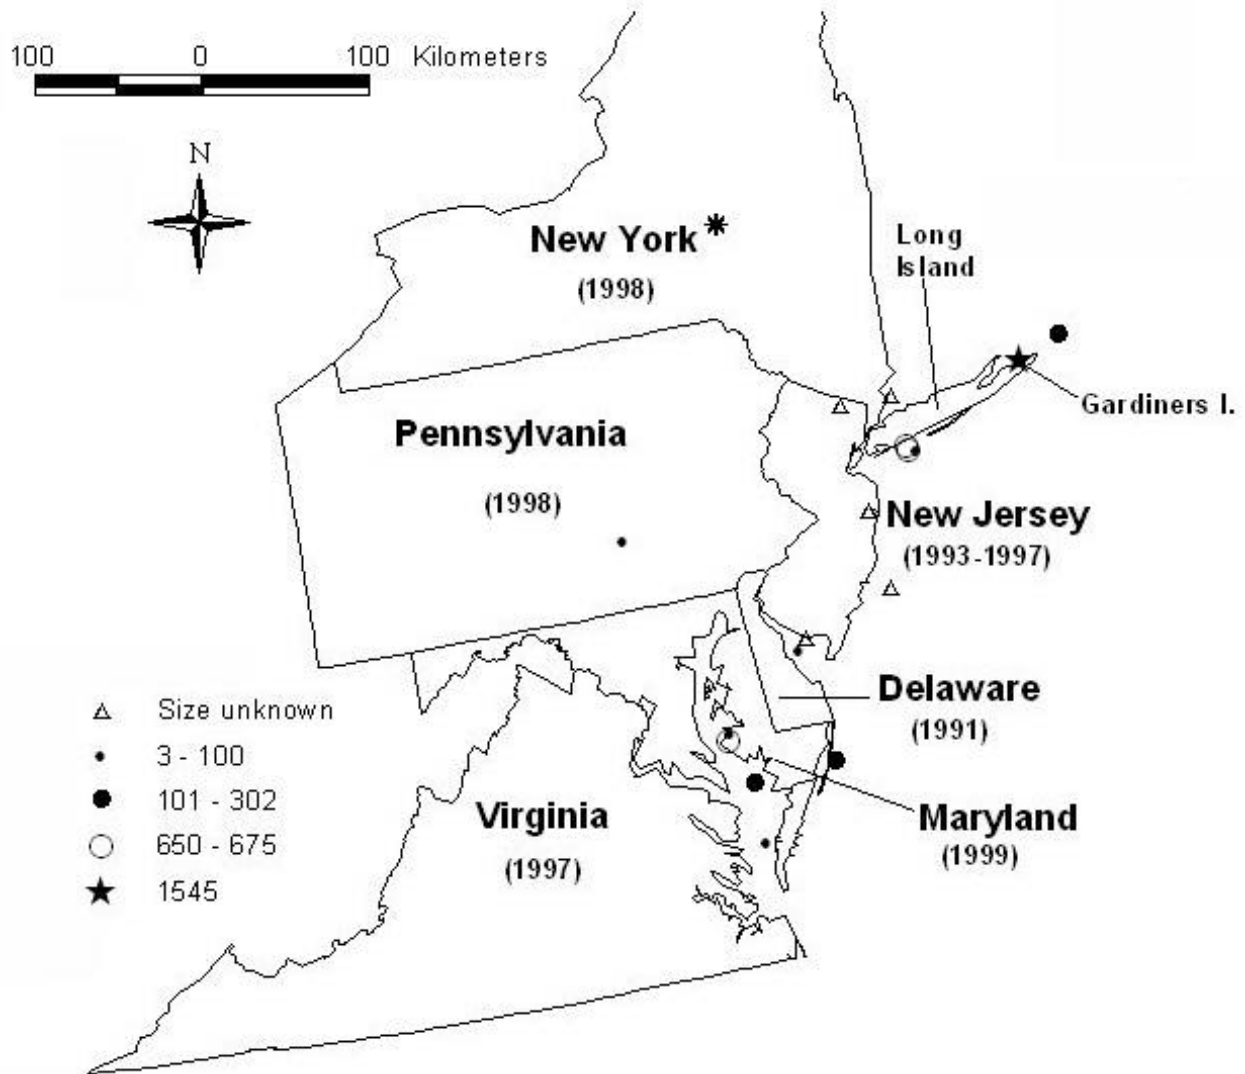 100 0 100 Kilometers
N
New York *
(1998)
Long
Island
Gardiners I.
Pennsylvania
(1998)
New Jersey
(1993-1997)
Delaware
(1991)
Maryland
(1999)
Virginia
(1997)
Size unknown
3 - 100
101 - 302
650 - 675
1545